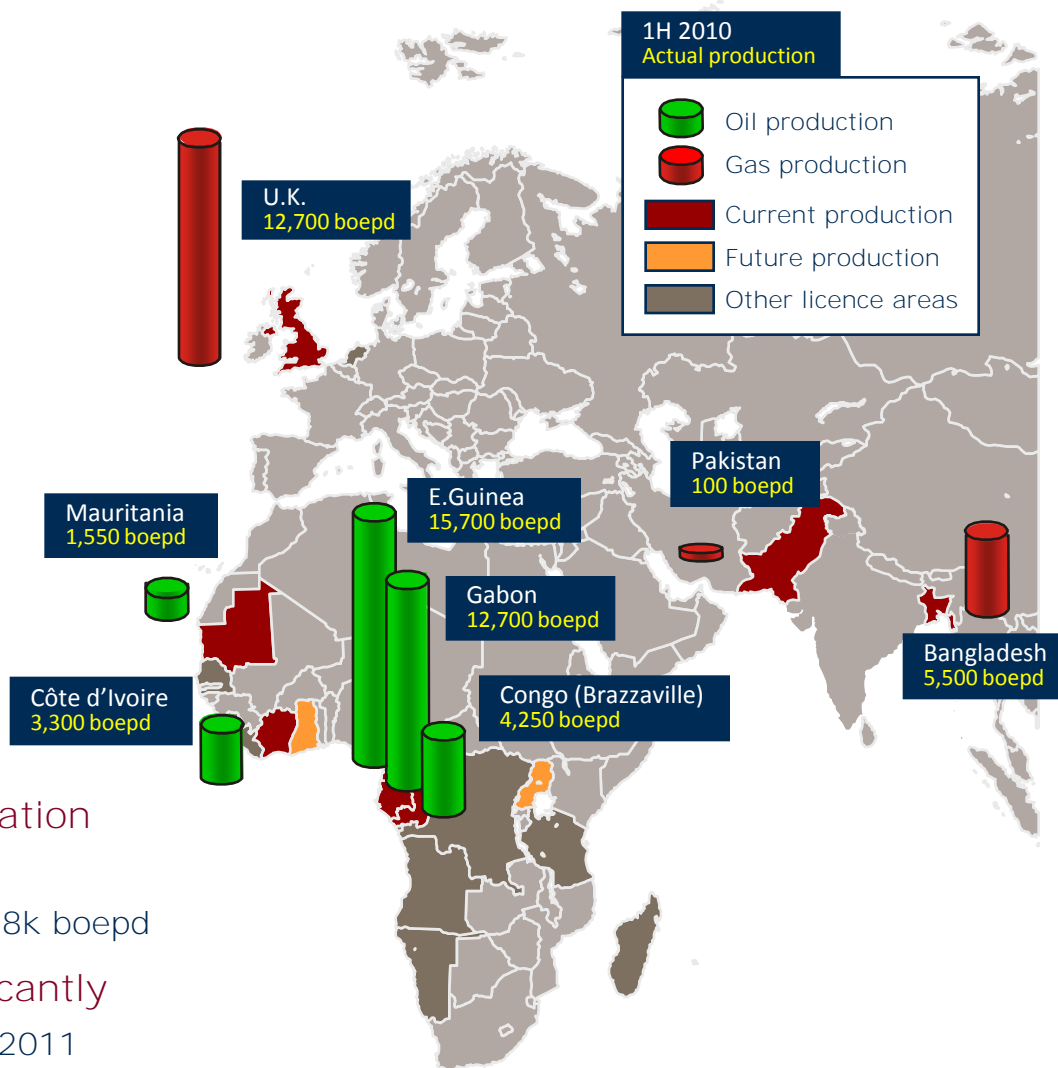 1H 2010
Actual production
Oil production
Gas production
Current production
Future production
Other licence areas
U.K.
12,700 boepd
Mauritania
1,550 boepd
E.Guinea
15,700 boepd
Pakistan
100 boepd
Gabon
12,700 boepd
Bangladesh
5,500 boepd
Côte d’Ivoire
3,300 boepd
Congo (Brazzaville)
4,250 boepd
ation
8k boepd
cantly
2011